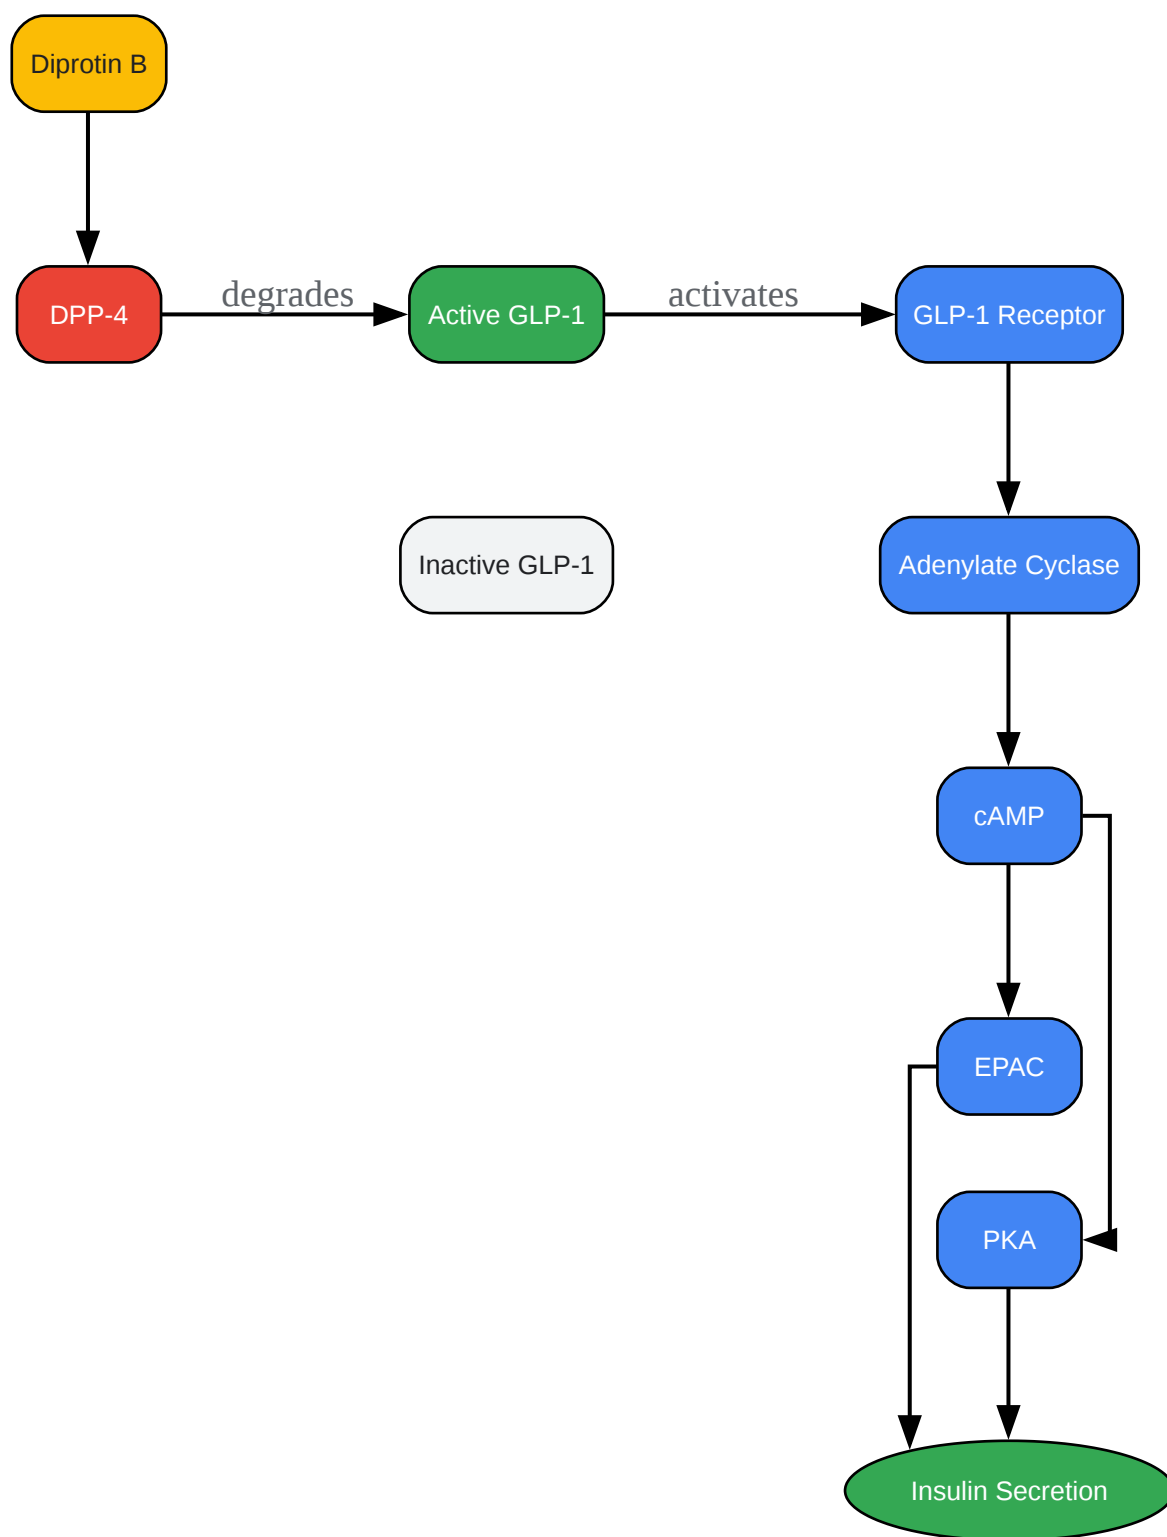 Diprotin B
DPP-4
degrades
Active GLP-1
activates
GLP-1 Receptor
Inactive GLP-1
Adenylate Cyclase
cAMP
EPAC
PKA
Insulin Secretion